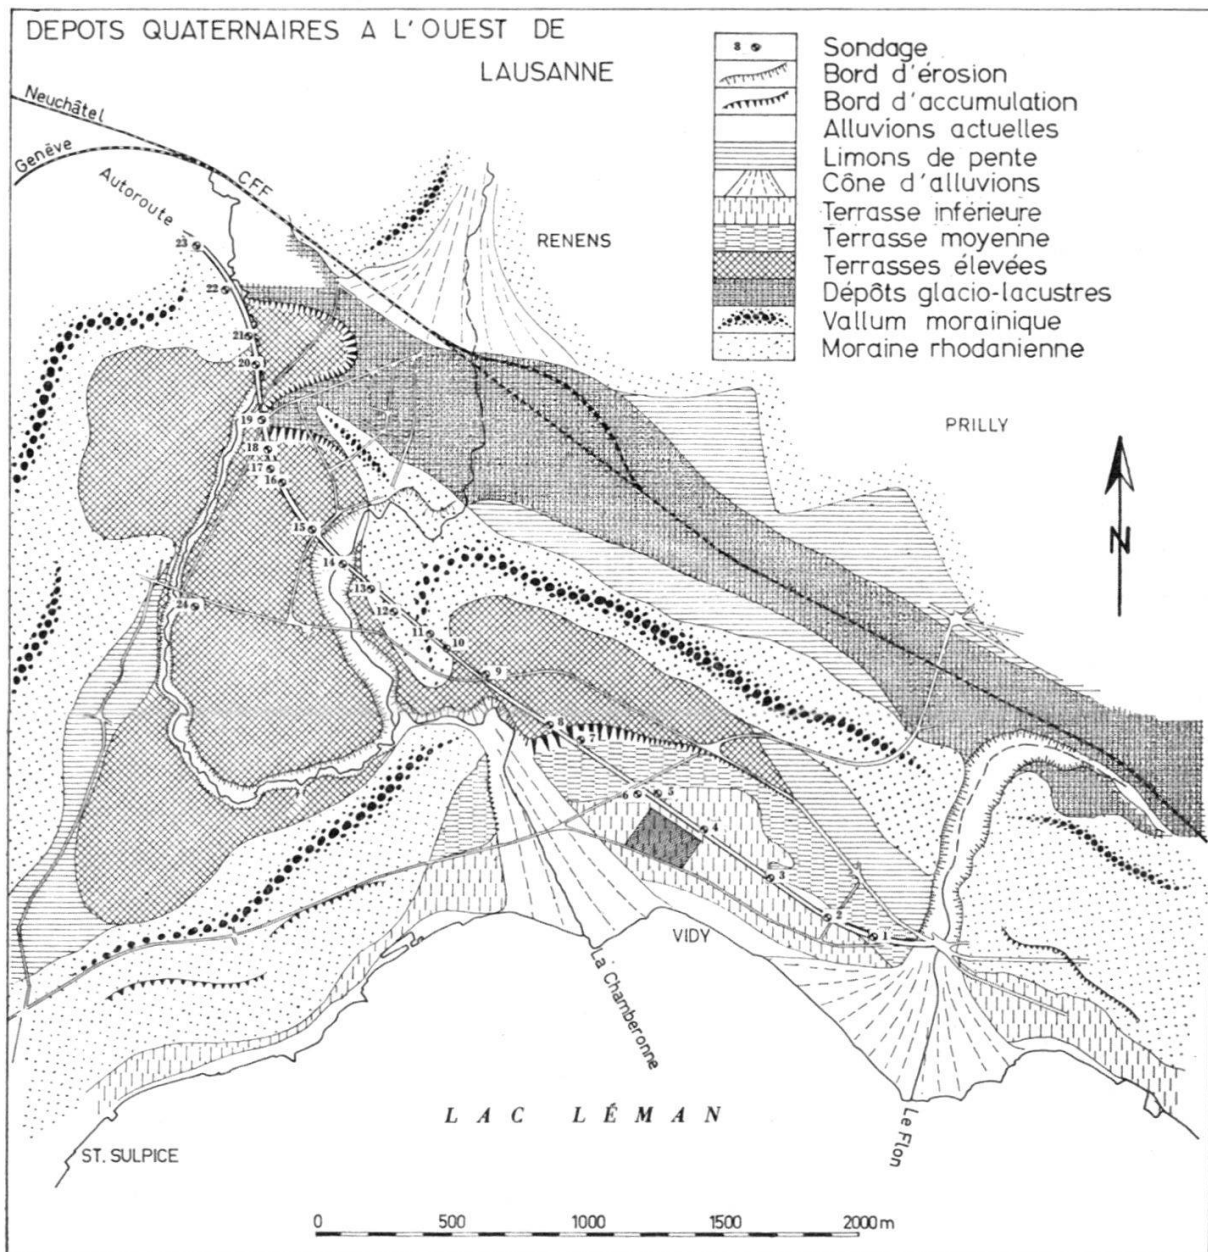 DEPOTS QUATERNAIRES A L'OUEST DE
LAUSANNE
8
Sondage
Bord d'érosion
Bord d'accumulation
Alluvions actuelles
Limons de pente
Cône d'alluvions
Terrasse inférieure
Terrasse moyenne
Terrasses élevées
Dépôts glacio-lacustres
Vallum morainique
Moraine rhodanienne
Neuchâtel
Genève
CFF
Autoroute
RENENS
PRILLY
N
23
22
21
20
19
18
17
16
15
14
13
12
11
10
9
8
7
6
5
4
3
2
1
24
VIDY
La Chamberonne
Le Flon
LAC LÉMAN
ST. SULPICE
0 500 1000 1500 2000 m